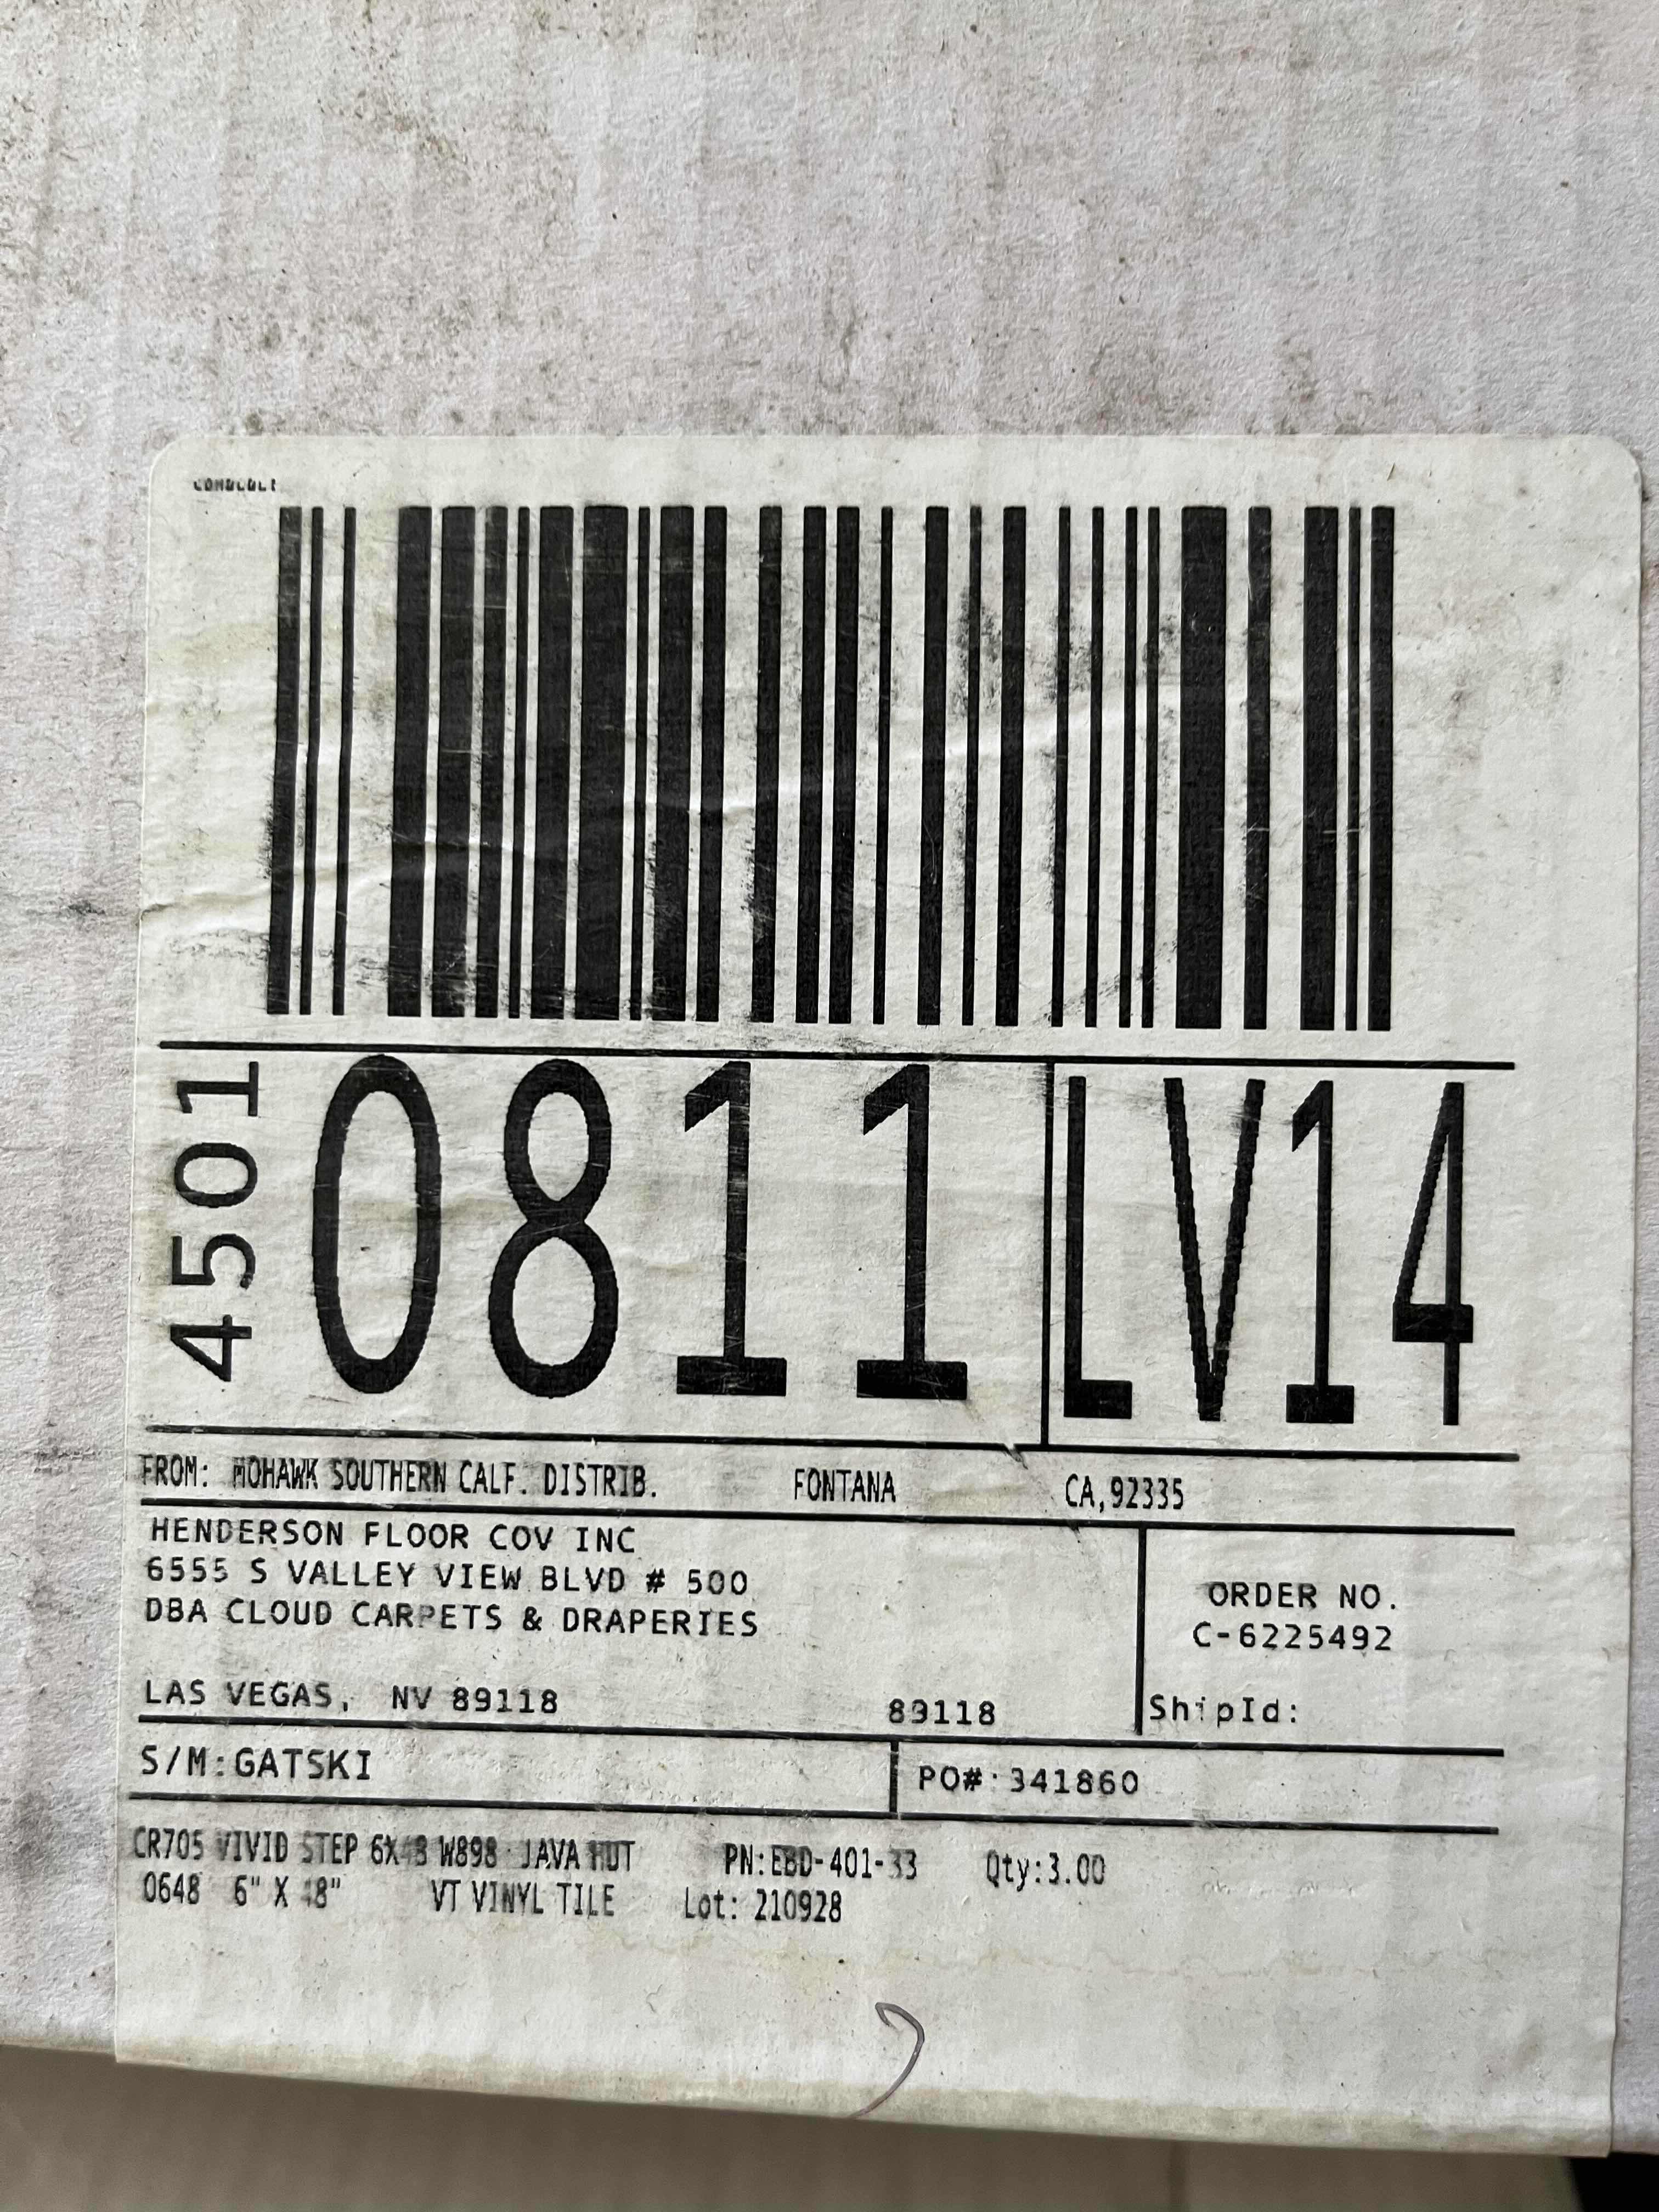 4501
0811 LV14
FROM: MOHAWK SOUTHERN CALF. DISTRIB. FONTANA CA,92335
HENDERSON FLOOR COV INC
6555 S VALLEY VIEW BLVD # 500
DBA CLOUD CARPETS & DRAPERIES
ORDER NO.
C-6225492
LAS VEGAS, NV 89118 89118
ShipId:
S/M:GATSKI PO#:341860
CR705 VIVID STEP 6X48 W898 JAVA HUT PN:EBD-401-33 Qty:3.00
0648 6" X 48" VT VINYL TILE Lot: 210928